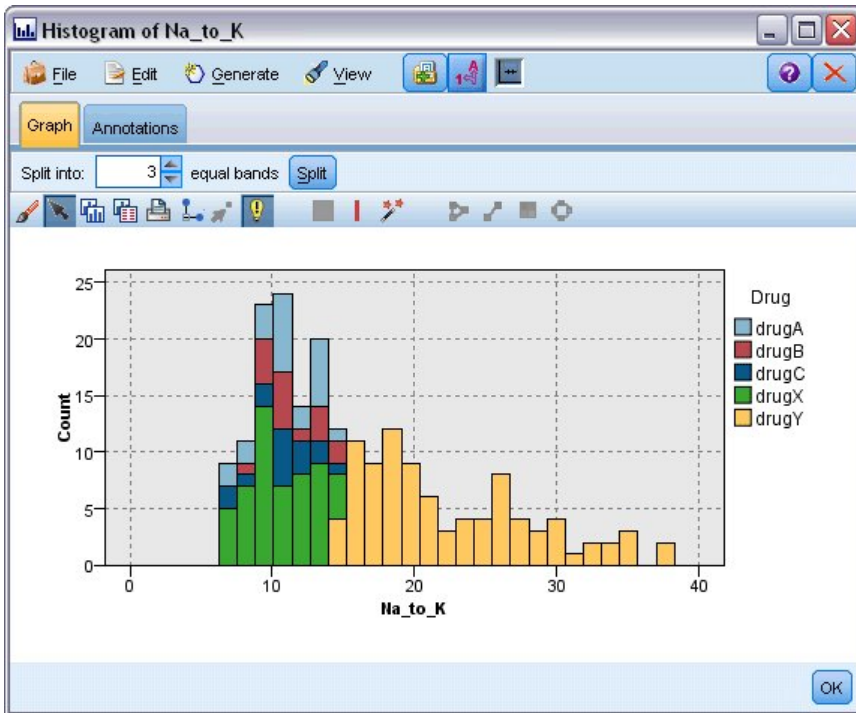 Histogram of Na_to_K
File Edit Generate View
Graph Annotations
Split into: 3 equal bands Split
25
20
15
10
5
0
Count
0 10 20 30 40
Na_to_K
Drug
drugA
drugB
drugC
drugX
drugY
OK